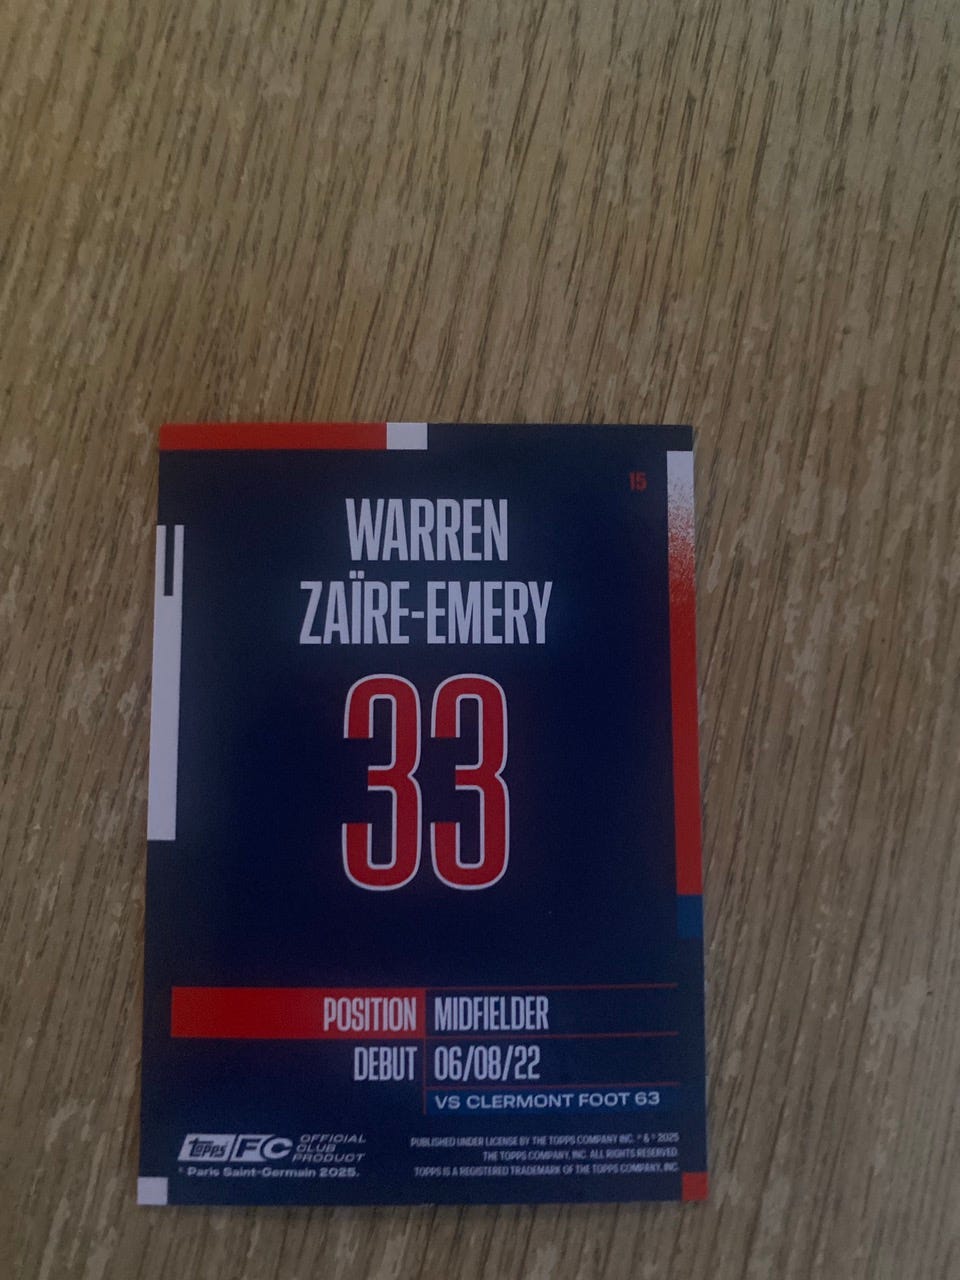 15
WARREN
ZAÏRE-EMERY
33
POSITION MIDFIELDER
DEBUT 06/08/22
VS CLERMONT FOOT 63
Topps FC OFFICIAL
CLUB
PRODUCT
© Paris Saint-Germain 2025.
PUBLISHED UNDER LICENSE BY THE TOPPS COMPANY INC. ® & © 2025
THE TOPPS COMPANY, INC. ALL RIGHTS RESERVED.
TOPPS IS A REGISTERED TRADEMARK OF THE TOPPS COMPANY, INC.